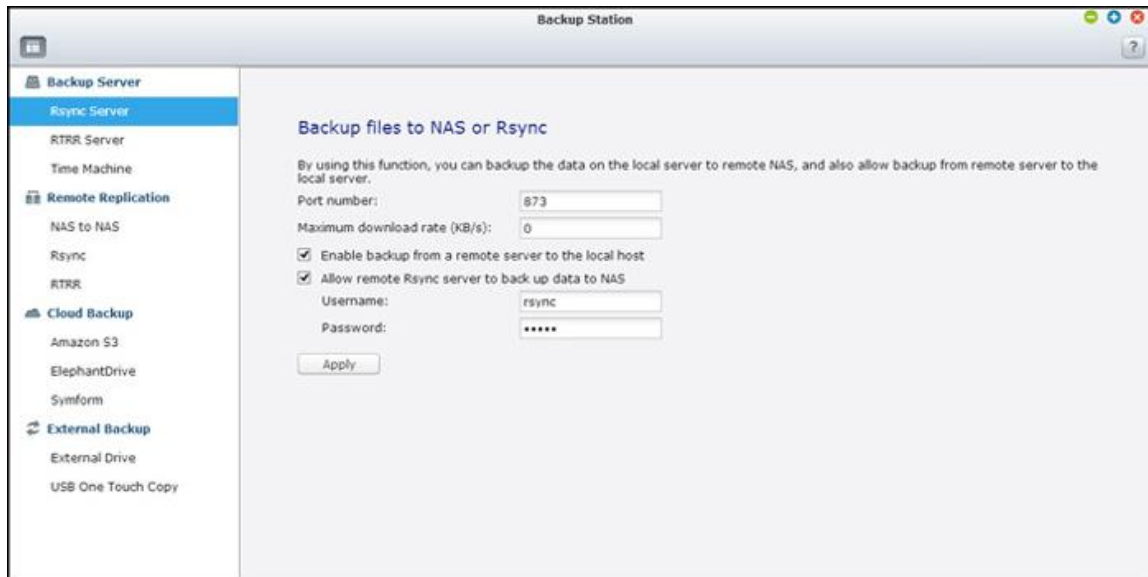 Backup Station
?
Backup Server
Rsync Server
RTRR Server
Time Machine
Remote Replication
NAS to NAS
Rsync
RTRR
Cloud Backup
Amazon S3
ElephantDrive
Symform
External Backup
External Drive
USB One Touch Copy
Backup files to NAS or Rsync
By using this function, you can backup the data on the local server to remote NAS, and also allow backup from remote server to the
local server.
Port number: 873
Maximum download rate (KB/s): 0
Enable backup from a remote server to the local host
Allow remote Rsync server to back up data to NAS
Username: rsync
Password: •••••
Apply